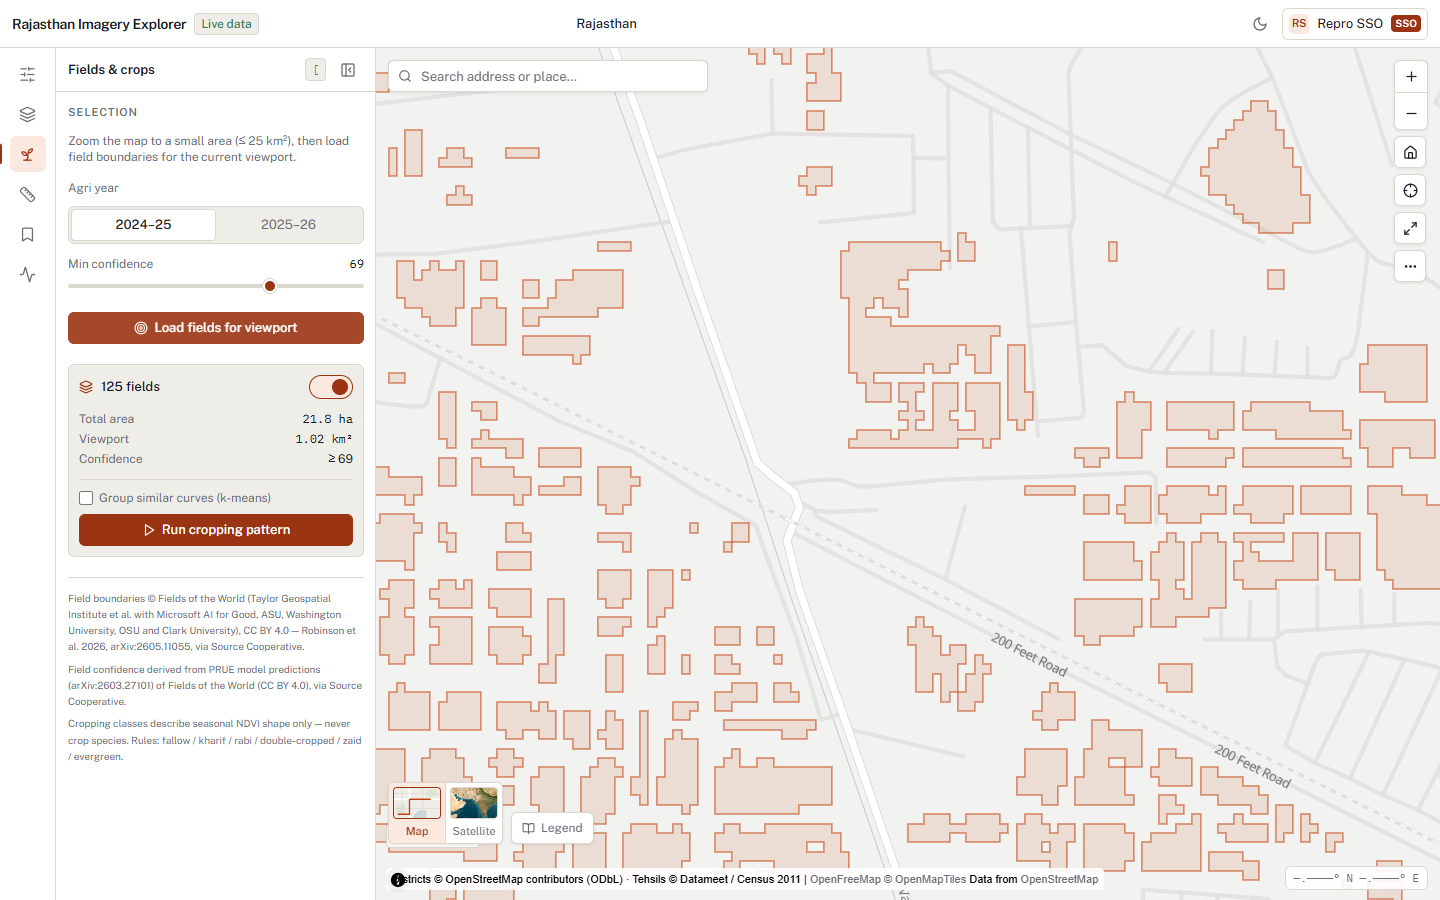 Rajasthan Imagery Explorer
Live data
Rajasthan
RS
Repro SSO
SSO
Fields & crops
Search address or place...
SELECTION
Zoom the map to a small area (≤ 25 km²), then load
field boundaries for the current viewport.
Agri year
2024–25
2025–26
Min confidence
69
Load fields for viewport
125 fields
Total area
21.8 ha
Viewport
1.02 km²
Confidence
≥69
Group similar curves (k-means)
Run cropping pattern
Field boundaries © Fields of the World (Taylor Geospatial
Institute et al. with Microsoft AI for Good, ASU, Washington
University, OSU and Clark University), CC BY 4.0 — Robinson et
al. 2026, arXiv:2605.11055, via Source Cooperative.
Field confidence derived from PRUE model predictions
(arXiv:2603.27101) of Fields of the World (CC BY 4.0), via Source
Cooperative.
Cropping classes describe seasonal NDVI shape only — never
crop species. Rules: fallow / kharif / rabi / double-cropped / zaid
/ evergreen.
200 Feet Road
200 Feet Road
Map
Satellite
Legend
stricts © OpenStreetMap contributors (ODbL) · Tehsils © Datameet / Census 2011 | OpenFreeMap © OpenMapTiles Data from OpenStreetMap
—.————° N —.————° E